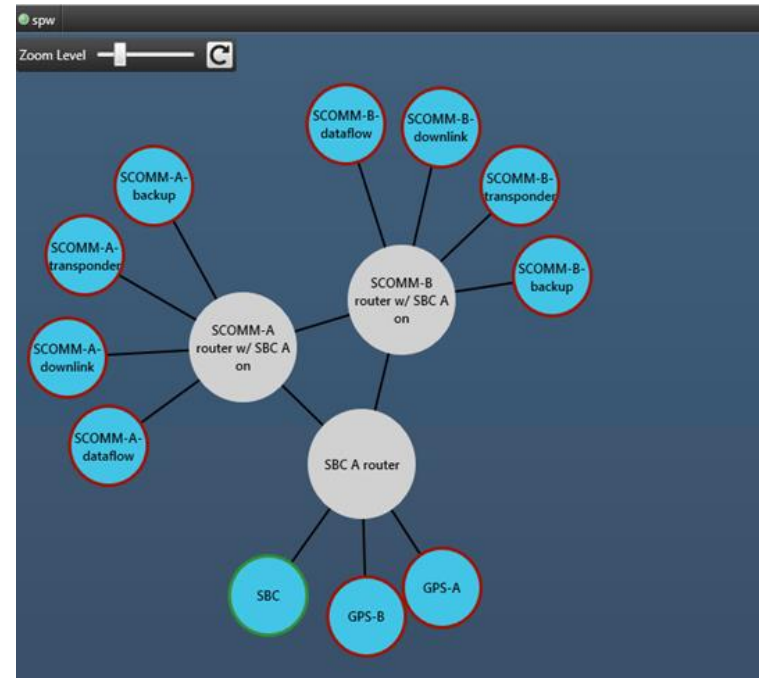 spw
Zoom Level
SCOMM-B-
dataflow
SCOMM-B-
downlink
SCOMM-A-
backup
SCOMM-B-
transponder
SCOMM-A-
transponder
SCOMM-B
router w/ SBC A
on
SCOMM-B-
backup
SCOMM-A
router w/ SBC A
on
SCOMM-A-
downlink
SCOMM-A-
dataflow
SBC A router
SBC
GPS-B
GPS-A